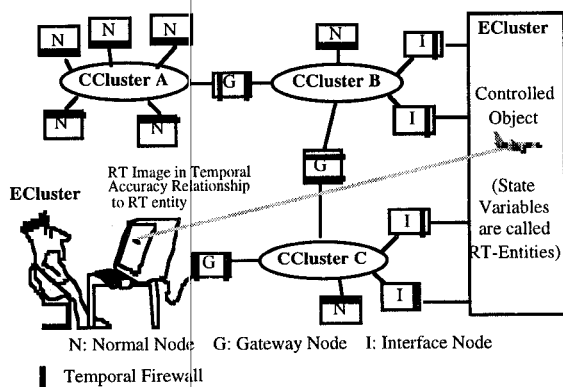 N
N
N
N
I
ECluster
CCluster A
G
CCluster B
N
N
I
Controlled
Object
G
RT Image in Temporal
Accuracy Relationship
to RT entity
ECluster
(State
Variables
are called
RT-Entities)
I
G
CCluster C
N
I
N: Normal Node G: Gateway Node I: Interface Node
Temporal Firewall